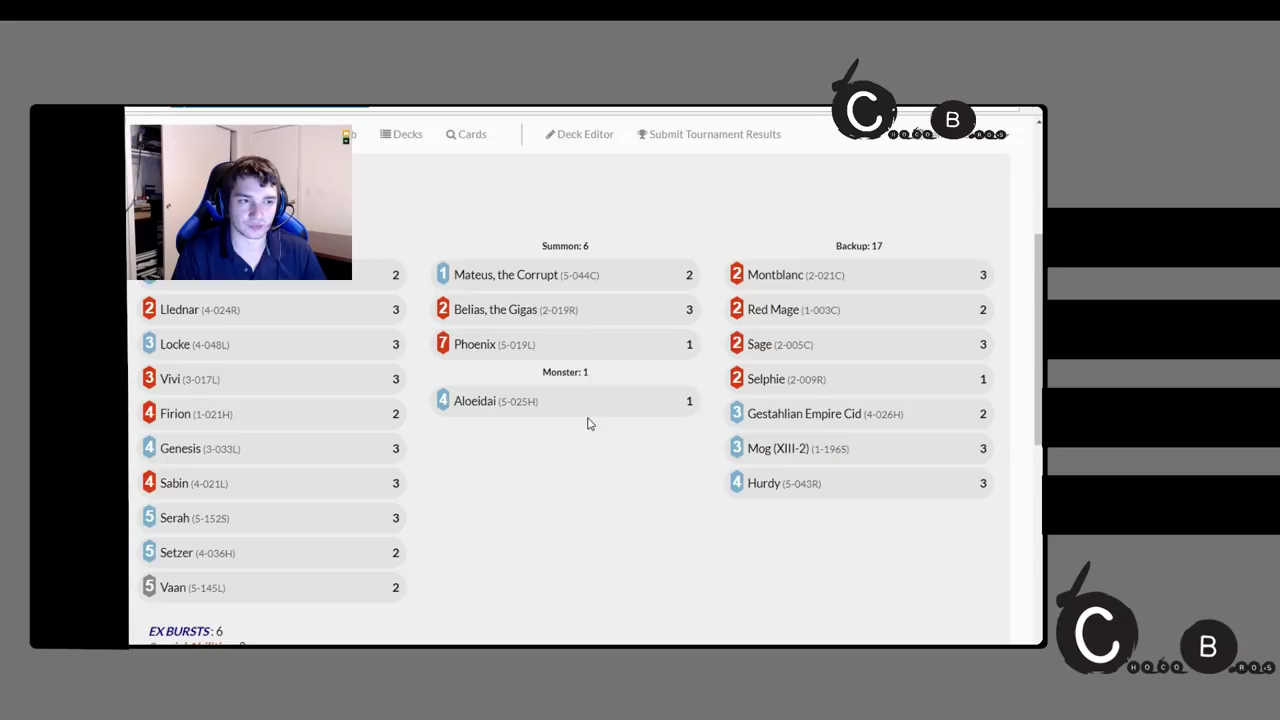 b Decks Cards Deck Editor Submit Tournament Results
C B
HOCO ROS
Summon: 6 Backup: 17
2 1 Mateus, the Corrupt (5-044C) 2 2 Montblanc (2-021C) 3
2 Llednar (4-024R) 3 2 Belias, the Gigas (2-019R) 3 2 Red Mage (1-003C) 2
3 Locke (4-048L) 3 7 Phoenix (5-019L) 1 2 Sage (2-005C) 3
Monster: 1
3 Vivi (3-017L) 3 4 Aloeidai (5-025H) 1 2 Selphie (2-009R) 1
4 Firion (1-021H) 2 3 Gestahlian Empire Cid (4-026H) 2
4 Genesis (3-033L) 3 3 Mog (XIII-2) (1-196S) 3
4 Sabin (4-021L) 3 4 Hurdy (5-043R) 3
5 Serah (5-152S) 3
5 Setzer (4-036H) 2
5 Vaan (5-145L) 2
EX BURSTS: 6
C B
HOCO ROS